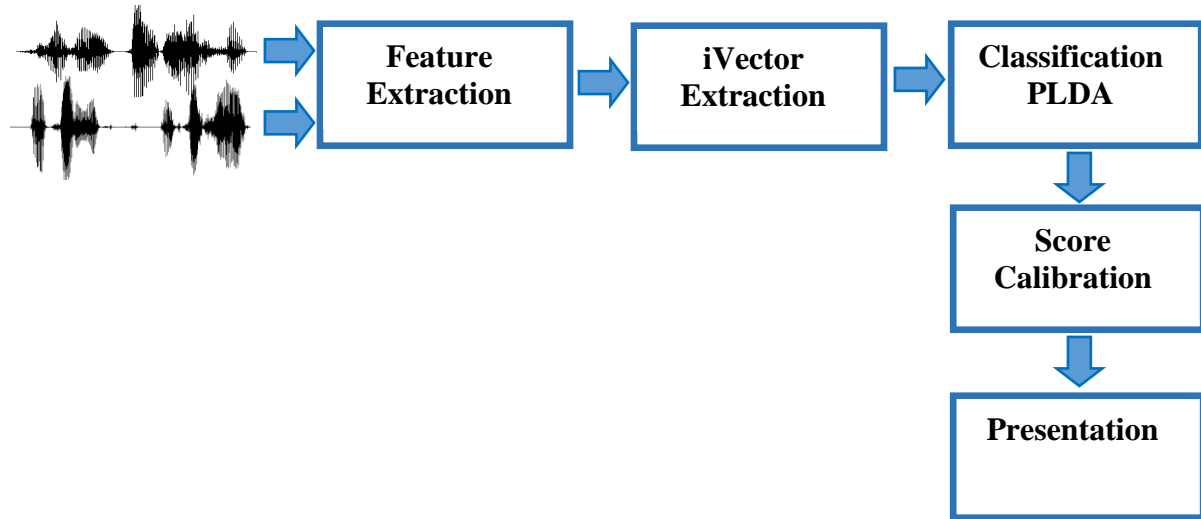 Feature
Extraction
iVector
Extraction
Classification
PLDA
Score
Calibration
Presentation